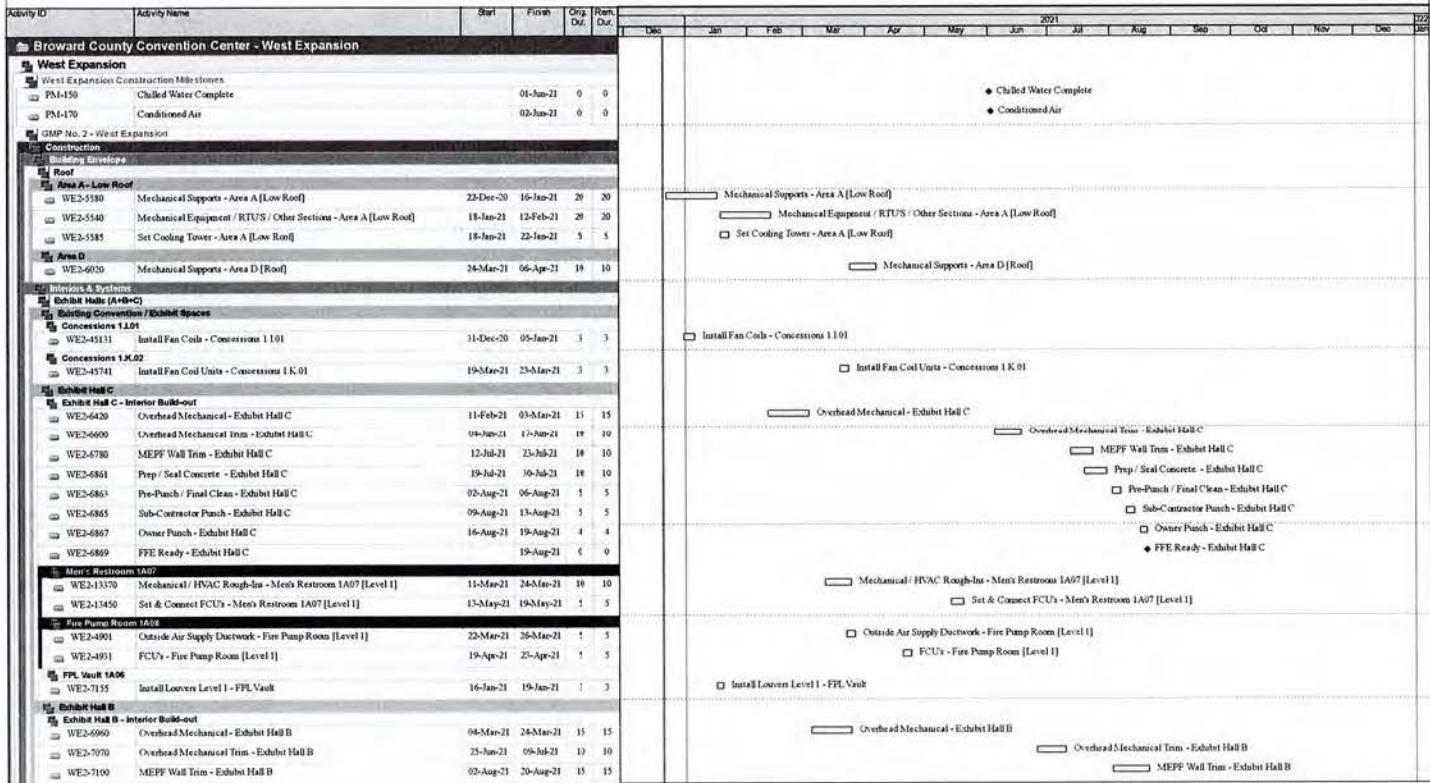 Activity ID Activity Name Start Finish Orig. Dur. Rem. Dur. 2021
Dec Jan Feb Mar Apr May Jun Jul Aug Sep Oct Nov Dec Jan
Broward County Convention Center - West Expansion
West Expansion
West Expansion Construction Milestones
PM-150 Chilled Water Complete 01-Jun-21 0 0 Chilled Water Complete
PM-170 Conditioned Air 02-Jun-21 0 0 Conditioned Air
GMP No. 2 - West Expansion
Construction
Building Envelope
Roof
Area A - Low Roof
WE2-5580 Mechanical Supports - Area A [Low Roof] 22-Dec-20 16-Jan-21 20 20 Mechanical Supports - Area A [Low Roof]
WE2-5540 Mechanical Equipment / RTU'S / Other Sections - Area A [Low Roof] 18-Jan-21 12-Feb-21 20 20 Mechanical Equipment / RTU'S / Other Sections - Area A [Low Roof]
WE2-5585 Set Cooling Tower - Area A [Low Roof] 18-Jan-21 22-Jan-21 5 5 Set Cooling Tower - Area A [Low Roof]
Area D
WE2-6020 Mechanical Supports - Area D [Roof] 24-Mar-21 06-Apr-21 10 10 Mechanical Supports - Area D [Roof]
Interiors & Systems
Exhibit Halls (A+B+C)
Existing Convention / Exhibit Spaces
Concessions 1.L01
WE2-45131 Install Fan Coils - Concessions 1.I.01 31-Dec-20 05-Jan-21 3 3 Install Fan Coils - Concessions 1.I.01
Concessions 1.K.02
WE2-45741 Install Fan Coil Units - Concessions 1.K.01 19-Mar-21 23-Mar-21 3 3 Install Fan Coil Units - Concessions 1.K.01
Exhibit Hall C
Exhibit Hall C - Interior Build-out
WE2-6420 Overhead Mechanical - Exhibit Hall C 11-Feb-21 03-Mar-21 15 15 Overhead Mechanical - Exhibit Hall C
WE2-6600 Overhead Mechanical Trim - Exhibit Hall C 04-Jun-21 17-Jun-21 10 10 Overhead Mechanical Trim - Exhibit Hall C
WE2-6780 MEPF Wall Trim - Exhibit Hall C 12-Jul-21 23-Jul-21 10 10 MEPF Wall Trim - Exhibit Hall C
WE2-6861 Prep / Seal Concrete - Exhibit Hall C 19-Jul-21 30-Jul-21 10 10 Prep / Seal Concrete - Exhibit Hall C
WE2-6863 Pre-Punch / Final Clean - Exhibit Hall C 02-Aug-21 06-Aug-21 5 5 Pre-Punch / Final Clean - Exhibit Hall C
WE2-6865 Sub-Contractor Punch - Exhibit Hall C 09-Aug-21 13-Aug-21 5 5 Sub-Contractor Punch - Exhibit Hall C
WE2-6867 Owner Punch - Exhibit Hall C 16-Aug-21 19-Aug-21 4 4 Owner Punch - Exhibit Hall C
WE2-6869 FFE Ready - Exhibit Hall C 19-Aug-21 0 0 FFE Ready - Exhibit Hall C
Men's Restroom 1A07
WE2-13370 Mechanical / HVAC Rough-Ins - Men's Restroom 1A07 [Level 1] 11-Mar-21 24-Mar-21 10 10 Mechanical / HVAC Rough-Ins - Men's Restroom 1A07 [Level 1]
WE2-13450 Set & Connect FCU's - Men's Restroom 1A07 [Level 1] 13-May-21 19-May-21 5 5 Set & Connect FCU's - Men's Restroom 1A07 [Level 1]
Fire Pump Room 1A08
WE2-4901 Outside Air Supply Ductwork - Fire Pump Room [Level 1] 22-Mar-21 26-Mar-21 5 5 Outside Air Supply Ductwork - Fire Pump Room [Level 1]
WE2-4931 FCU's - Fire Pump Room [Level 1] 19-Apr-21 23-Apr-21 5 5 FCU's - Fire Pump Room [Level 1]
FPL Vault 1A06
WE2-7155 Install Louvers Level 1 - FPL Vault 16-Jan-21 19-Jan-21 3 Install Louvers Level 1 - FPL Vault
Exhibit Hall B
Exhibit Hall B - Interior Build-out
WE2-6960 Overhead Mechanical - Exhibit Hall B 04-Mar-21 24-Mar-21 15 15 Overhead Mechanical - Exhibit Hall B
WE2-7070 Overhead Mechanical Trim - Exhibit Hall B 25-Jun-21 09-Jul-21 10 10 Overhead Mechanical Trim - Exhibit Hall B
WE2-7100 MEPF Wall Trim - Exhibit Hall B 02-Aug-21 20-Aug-21 15 15 MEPF Wall Trim - Exhibit Hall B